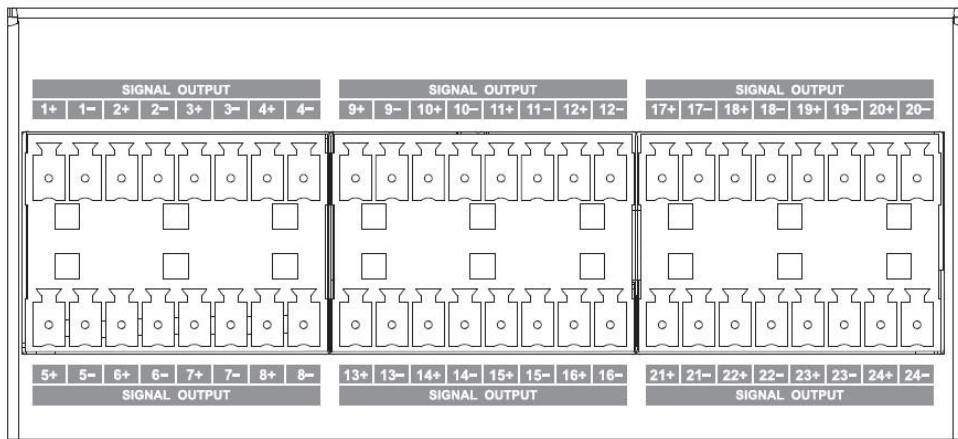 SIGNAL OUTPUT SIGNAL OUTPUT SIGNAL OUTPUT
1+ 1− 2+ 2− 3+ 3− 4+ 4− 9+ 9− 10+ 10− 11+ 11− 12+ 12− 17+ 17− 18+ 18− 19+ 19− 20+ 20−
5+ 5− 6+ 6− 7+ 7− 8+ 8− 13+ 13− 14+ 14− 15+ 15− 16+ 16− 21+ 21− 22+ 22− 23+ 23− 24+ 24−
SIGNAL OUTPUT SIGNAL OUTPUT SIGNAL OUTPUT